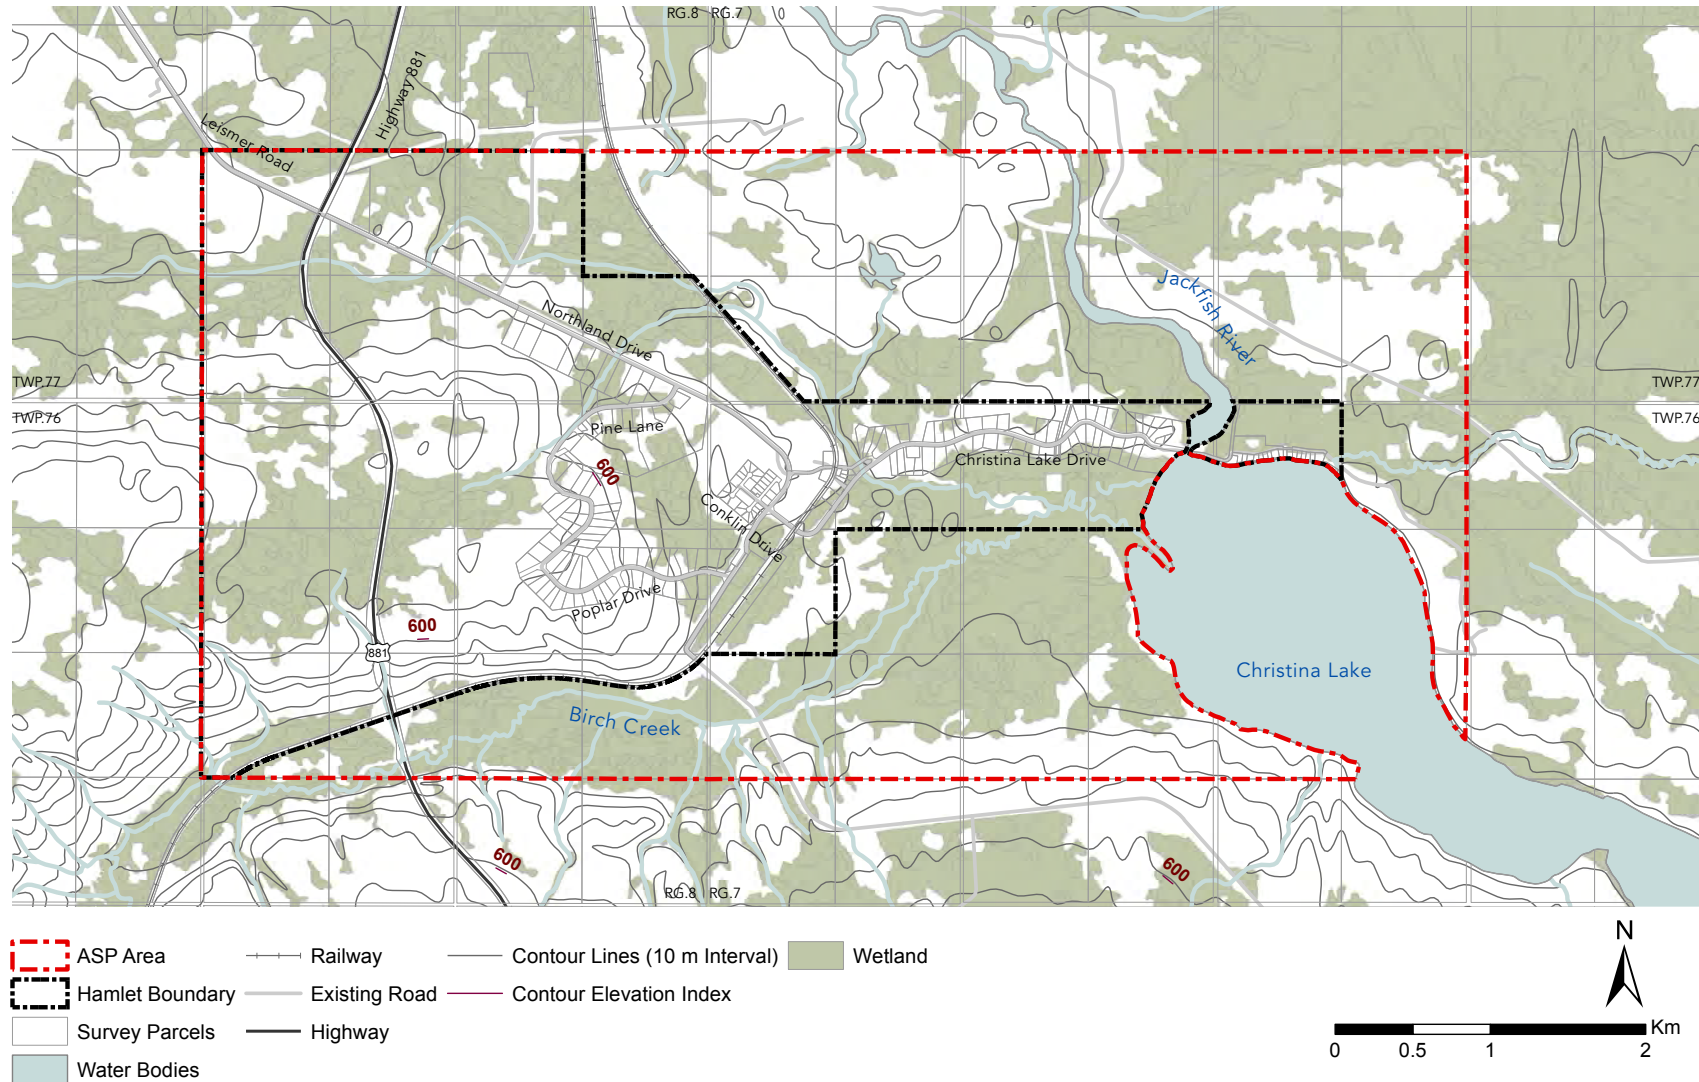 RG.8 RG.7
Highway 881
Leismer Road
Jackfish River
Northland Drive
TWP.77
TWP.76
TWP.77
TWP.76
Pine Lane
600
Christina Lake Drive
Conklin Drive
Poplar Drive
600
881
Christina Lake
Birch Creek
600
600
RG.8 RG.7
ASP Area
Railway
Contour Lines (10 m Interval)
Wetland
Hamlet Boundary
Existing Road
Contour Elevation Index
Survey Parcels
Highway
Water Bodies
N
Km
0 0.5 1 2